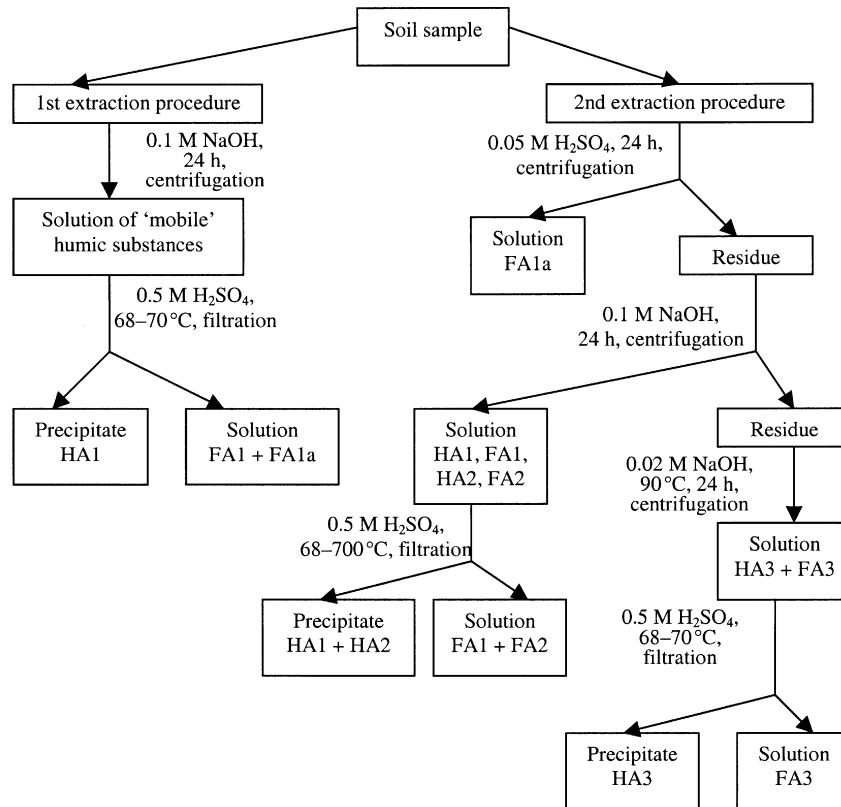 Soil sample
1st extraction procedure
0.1 M NaOH,
24 h,
centrifugation
Solution of ‘mobile’
humic substances
0.5 M H₂SO₄,
68–70 °C, filtration
Precipitate
HA1
Solution
FA1 + FA1a
2nd extraction procedure
0.05 M H₂SO₄, 24 h,
centrifugation
Solution
FA1a
Residue
0.1 M NaOH,
24 h, centrifugation
Solution
HA1, FA1,
HA2, FA2
0.5 M H₂SO₄,
68–700 °C, filtration
Precipitate
HA1 + HA2
Solution
FA1 + FA2
Residue
0.02 M NaOH,
90 °C, 24 h,
centrifugation
Solution
HA3 + FA3
0.5 M H₂SO₄,
68–70 °C,
filtration
Precipitate
HA3
Solution
FA3